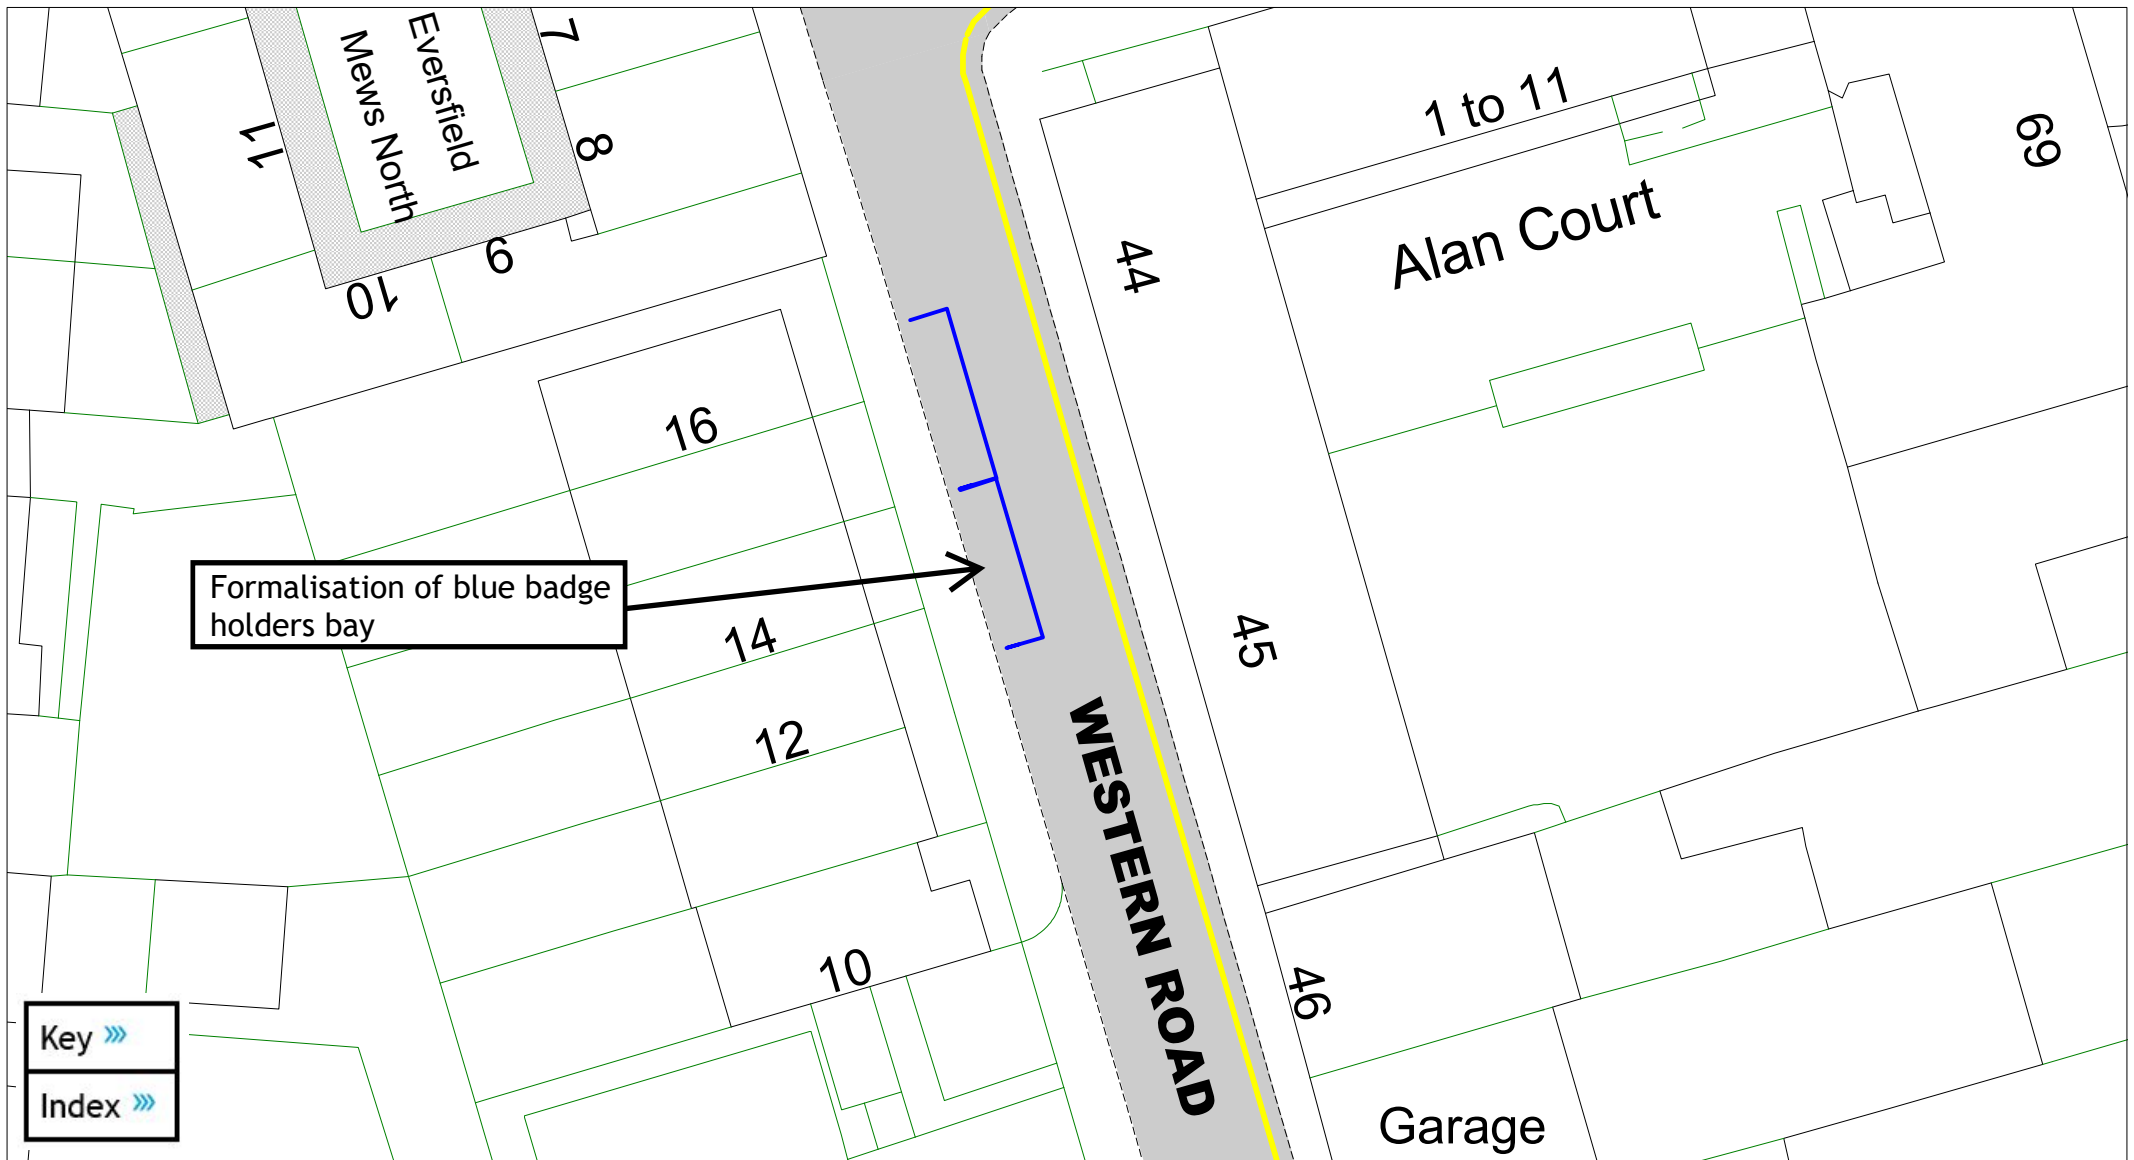 Eversfield
Mews North
7
8
9
10
11
1 to 11
Alan Court
69
44
16
Formalisation of blue badge
holders bay
14
12
45
10
46
WESTERN ROAD
Garage
Key »»
Index »»